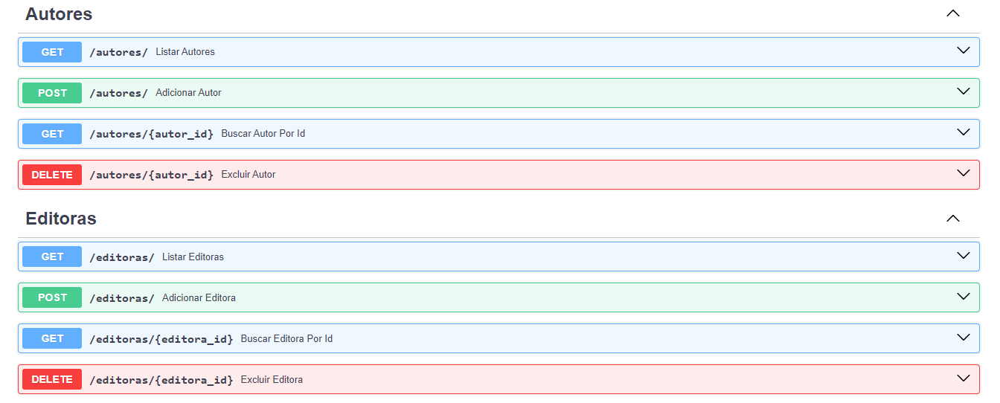 Autores
GET /autores/ Listar Autores
POST /autores/ Adicionar Autor
GET /autores/{autor_id} Buscar Autor Por Id
DELETE /autores/{autor_id} Excluir Autor
Editoras
GET /editoras/ Listar Editoras
POST /editoras/ Adicionar Editora
GET /editoras/{editora_id} Buscar Editora Por Id
DELETE /editoras/{editora_id} Excluir Editora